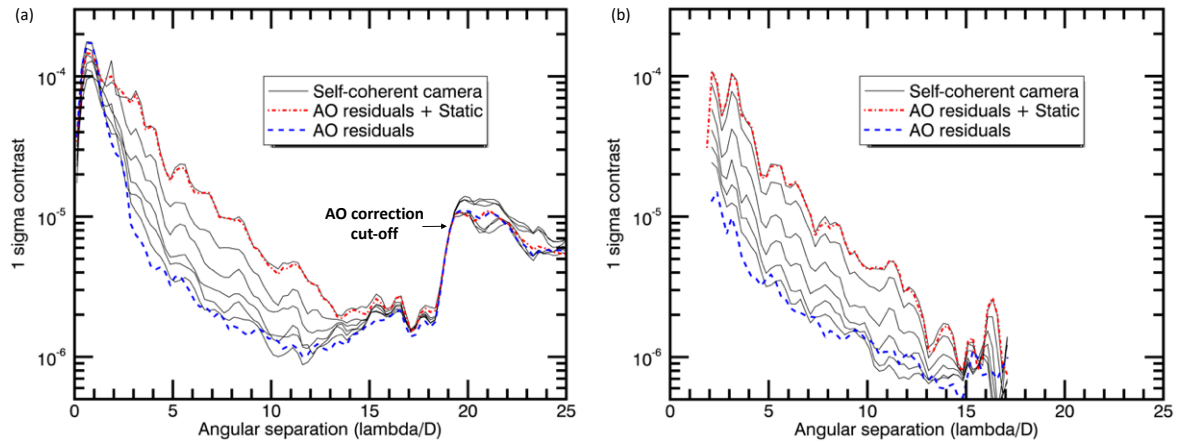 (a)
10⁻⁴
10⁻⁵
10⁻⁶
1 sigma contrast
Self-coherent camera
AO residuals + Static
AO residuals
AO correction
cut-off
0 5 10 15 20 25
Angular separation (lambda/D)
(b)
10⁻⁴
10⁻⁵
10⁻⁶
1 sigma contrast
Self-coherent camera
AO residuals + Static
AO residuals
0 5 10 15 20 25
Angular separation (lambda/D)